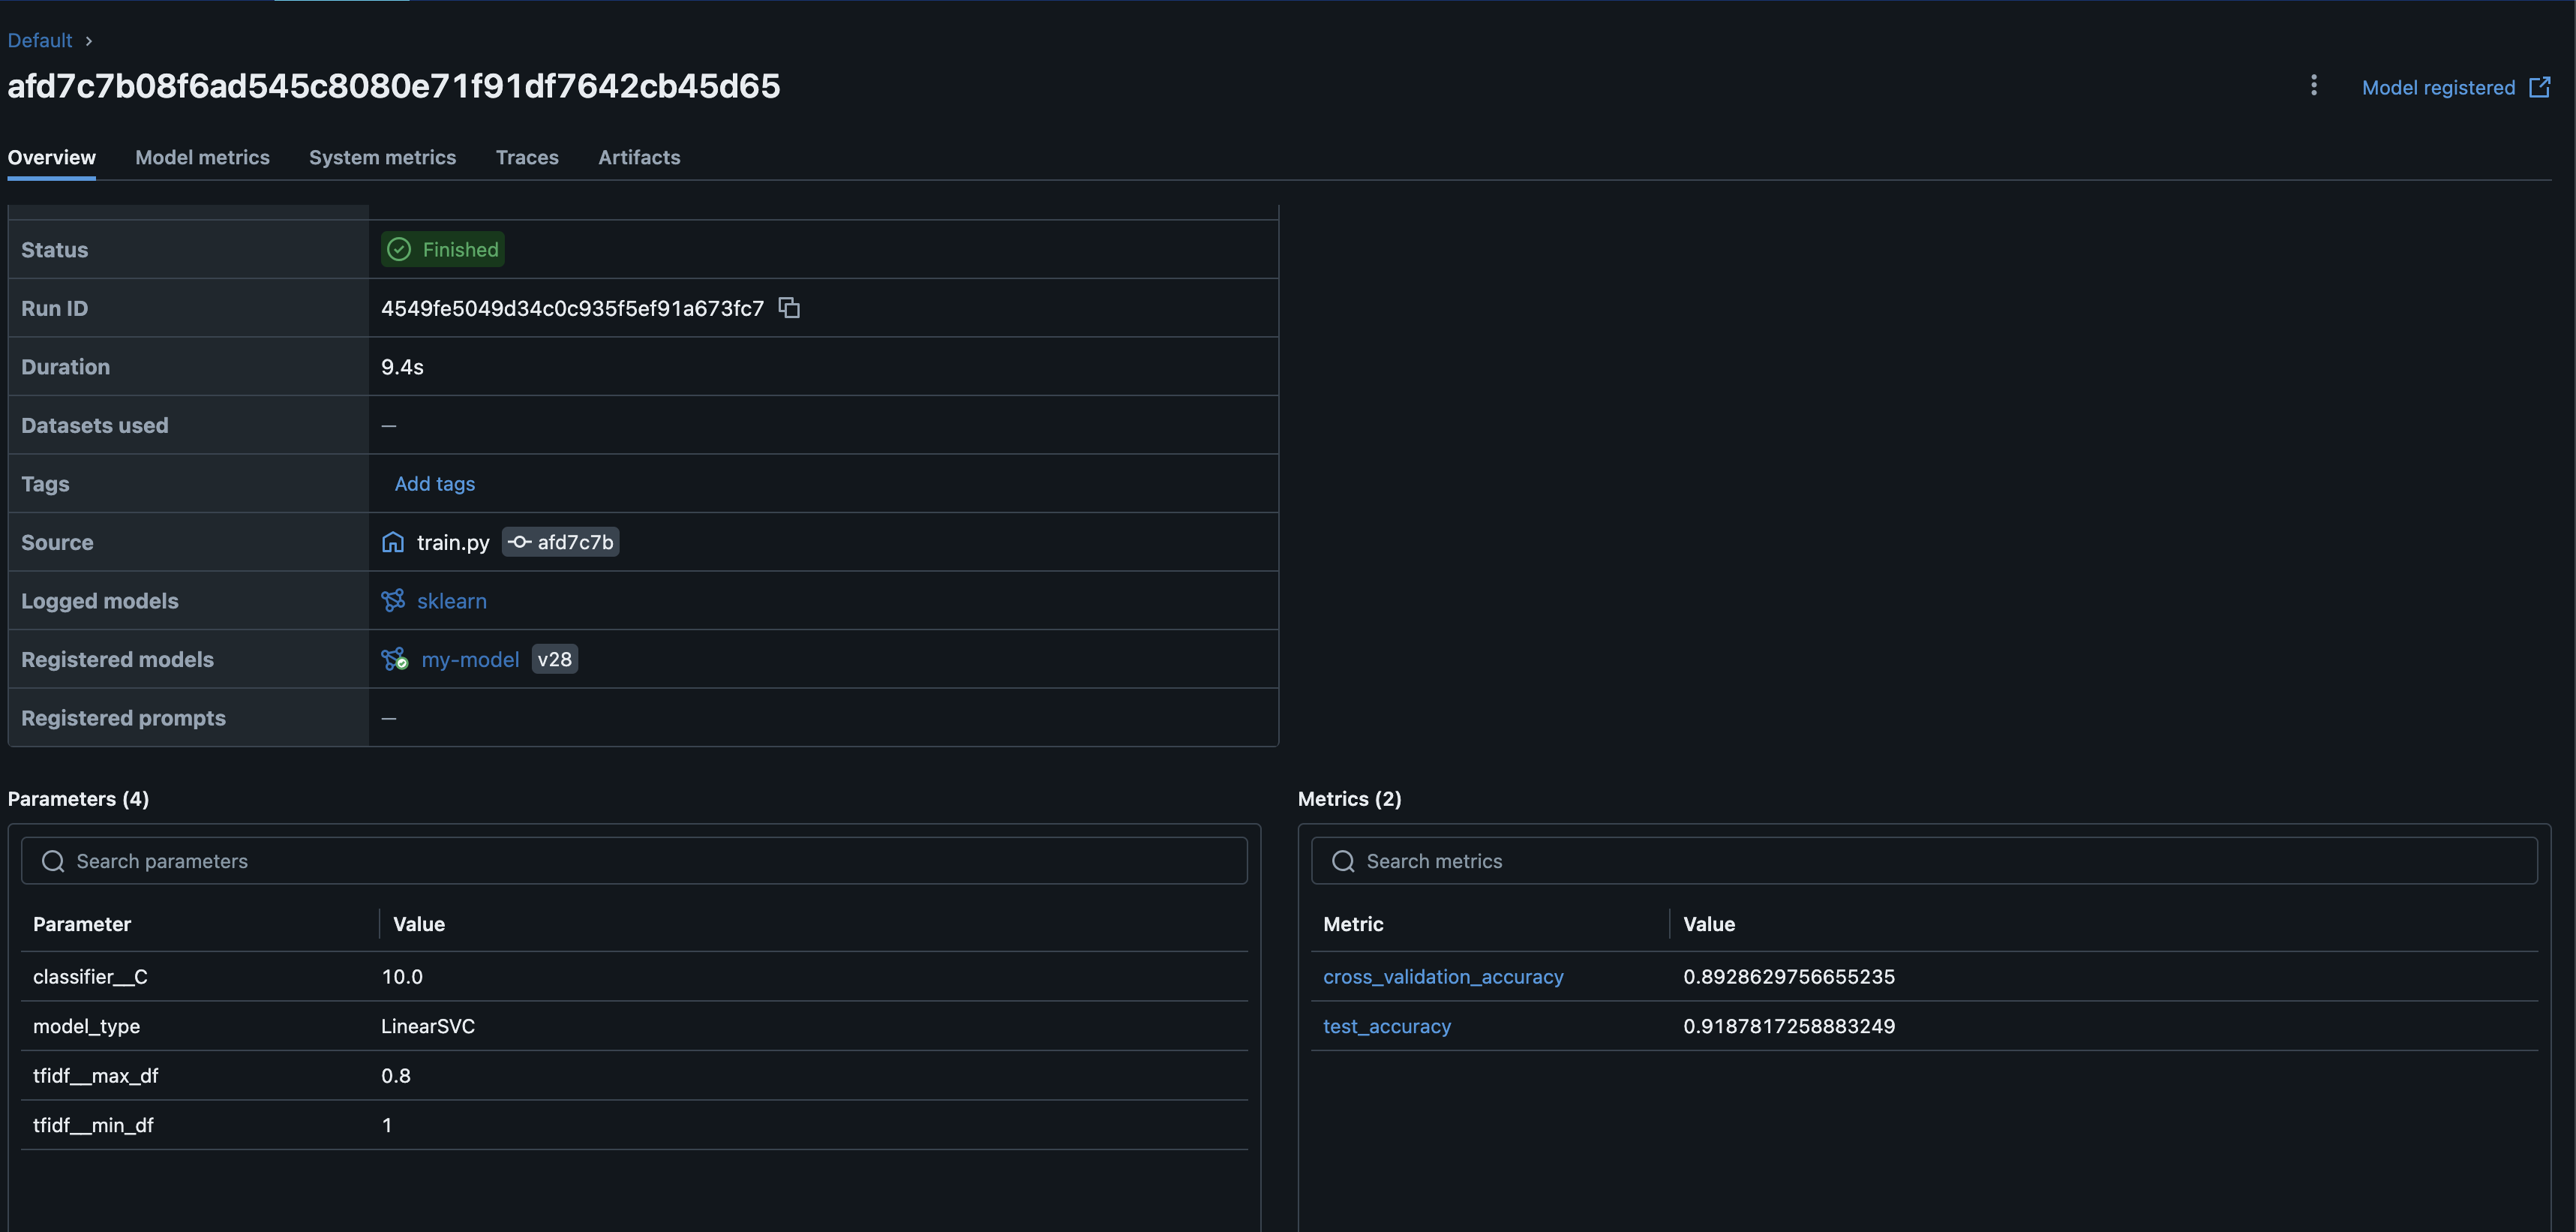 Default
afd7c7b08f6ad545c8080e71f91df7642cb45d65
Model registered
Overview Model metrics System metrics Traces Artifacts
Status Finished
Run ID 4549fe5049d34c0c935f5ef91a673fc7
Duration 9.4s
Datasets used —
Tags Add tags
Source train.py afd7c7b
Logged models sklearn
Registered models my-model v28
Registered prompts —
Parameters (4)
Search parameters
Parameter Value
classifier__C 10.0
model_type LinearSVC
tfidf__max_df 0.8
tfidf__min_df 1
Metrics (2)
Search metrics
Metric Value
cross_validation_accuracy 0.8928629756655235
test_accuracy 0.9187817258883249